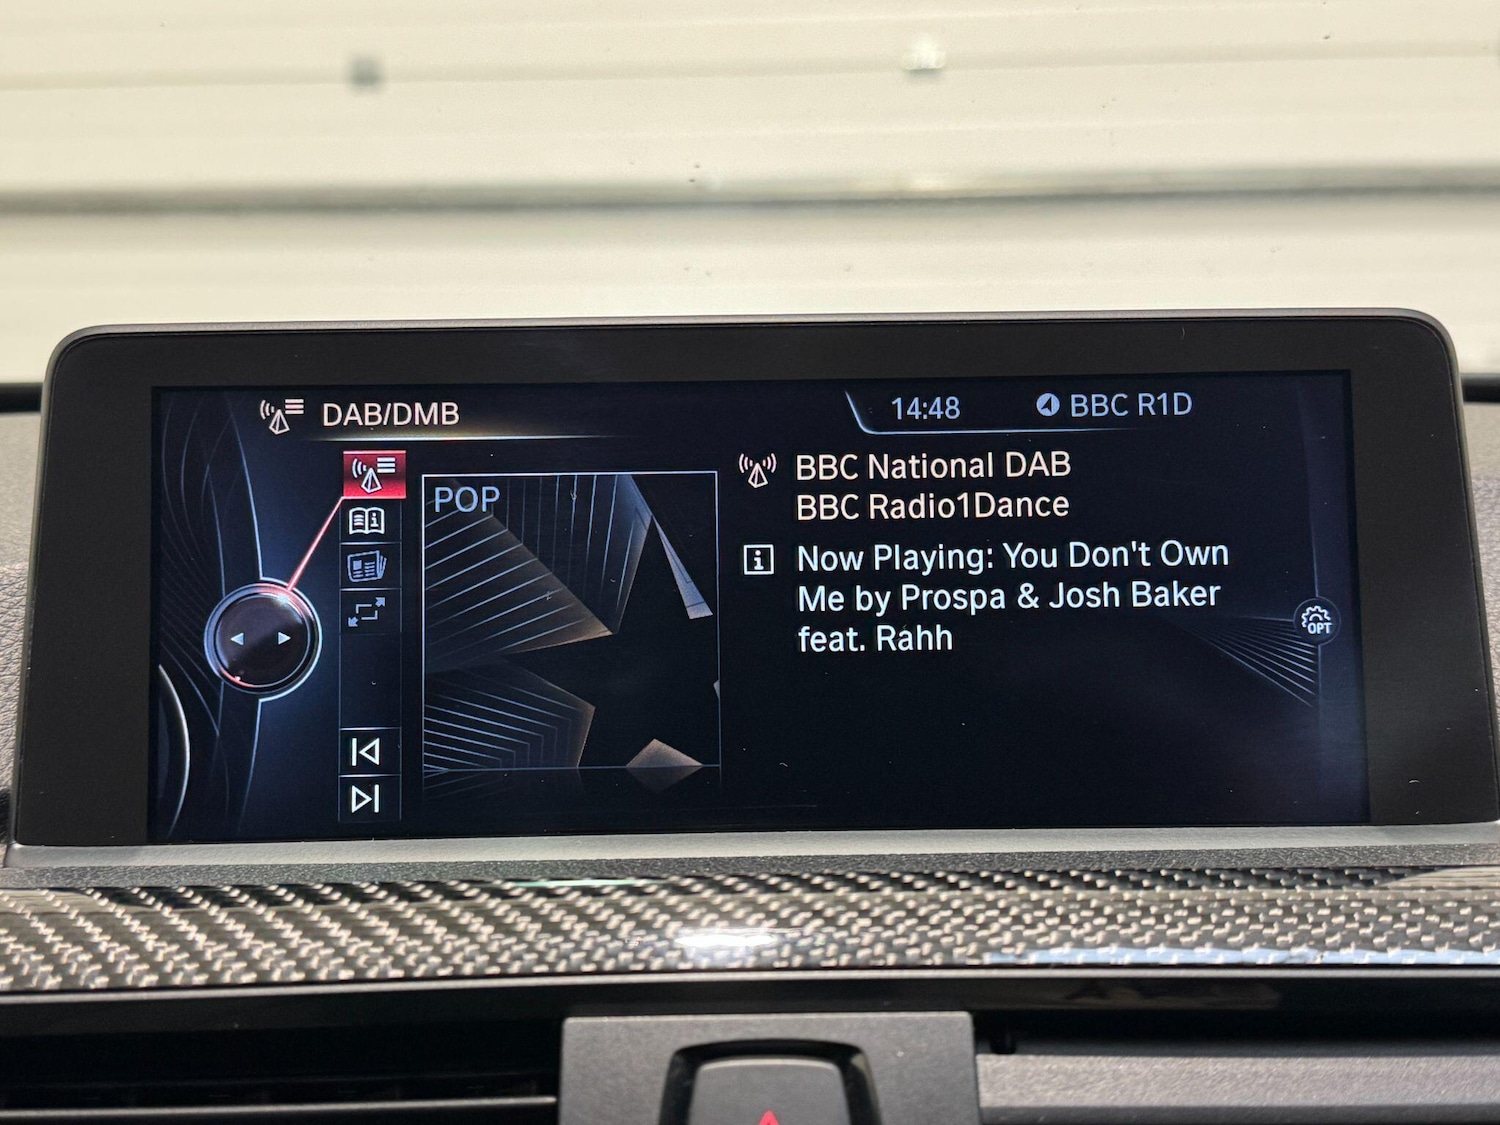 DAB/DMB
14:48
BBC R1D
POP
BBC National DAB
BBC Radio1Dance
Now Playing: You Don't Own
Me by Prospa & Josh Baker
feat. Rahh
OPT